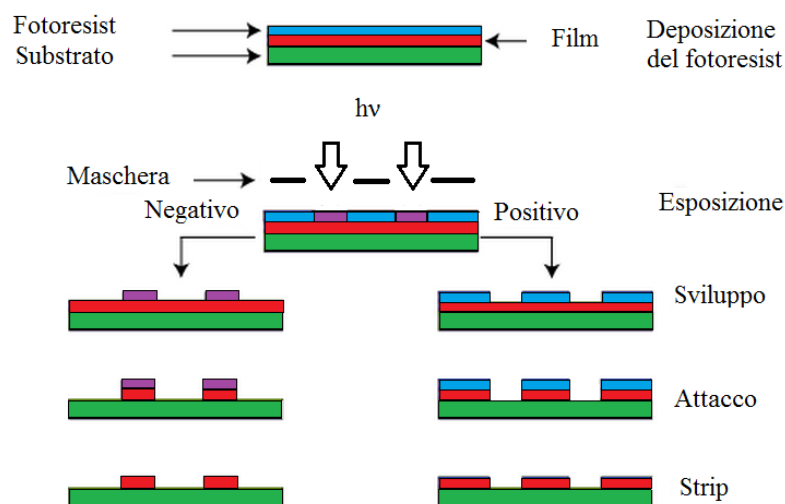 Fotoresist
Substrato
Film
Deposizione
del fotoresist
hν
Maschera
Negativo
Positivo
Esposizione
Sviluppo
Attacco
Strip